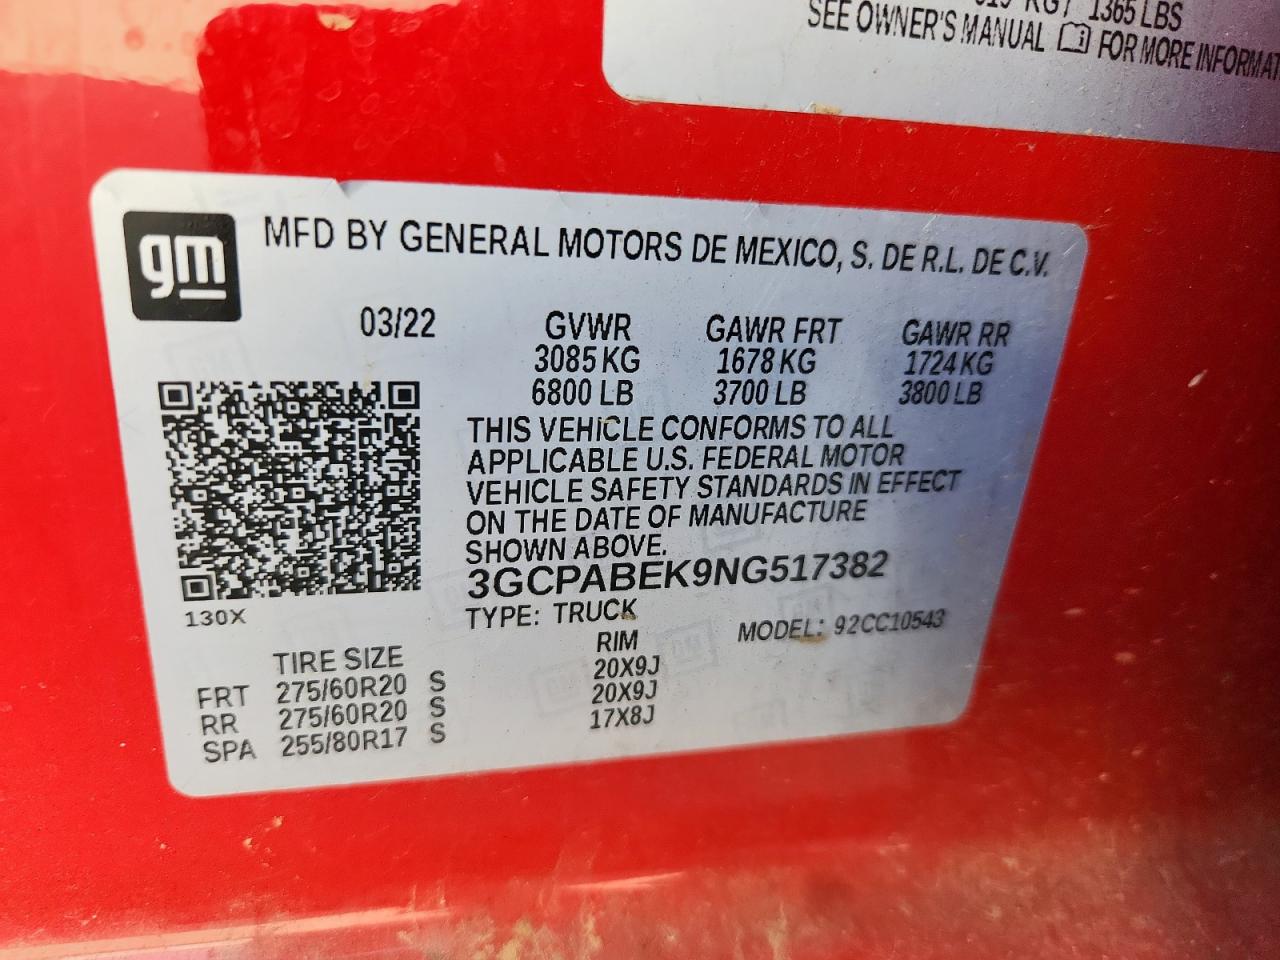 1365 LBS
SEE OWNER'S MANUAL FOR MORE
gm
MFD BY GENERAL MOTORS DE MEXICO, S. DE R.L. DE C.V.
03/22 GVWR GAWR FRT GAWR RR
3085 KG 1678 KG 1724 KG
6800 LB 3700 LB 3800 LB
THIS VEHICLE CONFORMS TO ALL
APPLICABLE U.S. FEDERAL MOTOR
VEHICLE SAFETY STANDARDS IN EFFECT
ON THE DATE OF MANUFACTURE
SHOWN ABOVE.
3GCPABEK9NG517382
130X
TYPE: TRUCK
MODEL: 92CC10543
TIRE SIZE RIM
FRT 275/60R20 S 20X9J
RR 275/60R20 S 20X9J
SPA 255/80R17 S 17X8J